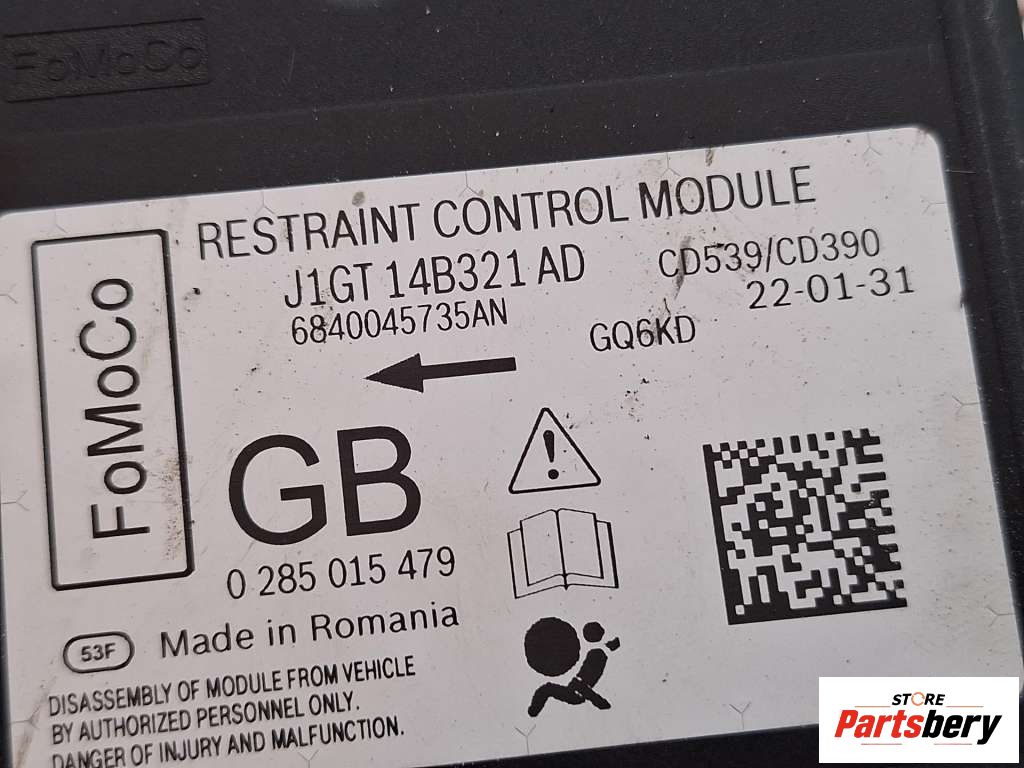 FoMoCo
RESTRAINT CONTROL MODULE
J1GT 14B321 AD
CD539/CD390
6840045735AN
22-01-31
GQ6KD
FoMoCo
GB
0 285 015 479
53F
Made in Romania
DISASSEMBLY OF MODULE FROM VEHICLE
BY AUTHORIZED PERSONNEL ONLY.
DANGER OF INJURY AND MALFUNCTION.
STORE
Partsbery